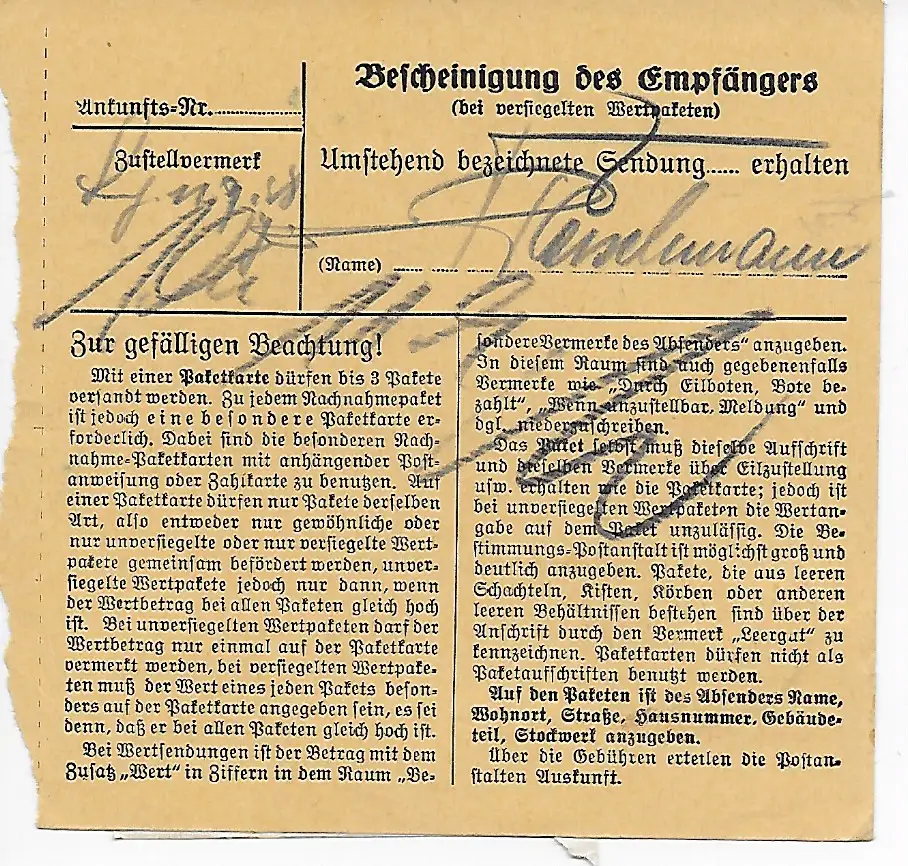 Ankunfts=Nr.
Zustellvermerk
Bescheinigung des Empfängers
(bei versiegelten Wertpaketen)
Umstehend bezeichnete Sendung...... erhalten
(Name)
Zur gefälligen Beachtung!
Mit einer Paketkarte dürfen bis 3 Pakete
versandt werden. Zu jedem Nachnahmepaket
ist jedoch eine besondere Paketkarte er-
forderlich. Dabei sind die besonderen Nach-
nahme-Paketkarten mit anhängender Post-
anweisung oder Zahlkarte zu benutzen. Auf
einer Paketkarte dürfen nur Pakete derselben
Art, also entweder nur gewöhnliche oder
nur unversiegelte oder nur versiegelte Wert-
pakete gemeinsam befördert werden, unver-
siegelte Wertpakete jedoch nur dann, wenn
der Wertbetrag bei allen Paketen gleich hoch
ist. Bei unversiegelten Wertpaketen darf der
Wertbetrag nur einmal auf der Paketkarte
vermerkt werden, bei versiegelten Wertpake-
ten muß der Wert eines jeden Pakets beson-
ders auf der Paketkarte angegeben sein, es sei
denn, daß er bei allen Paketen gleich hoch ist.
Bei Wertsendungen ist der Betrag mit dem
Zusatz „Wert“ in Ziffern in dem Raum „Be-
sondere Vermerke des Absenders“ anzugeben.
In diesem Raum sind auch gegebenenfalls
Vermerke wie „Durch Eilboten, Bote be-
zahlt“, „Wenn unzustellbar, Meldung“ und
dgl. niederzuschreiben.
Das Paket selbst muß dieselbe Aufschrift
und dieselben Vermerke über Eilzustellung
usw. erhalten wie die Paketkarte; jedoch ist
bei unversiegelten Wertpaketen die Wertan-
gabe auf dem Paket unzulässig. Die Be-
stimmungs-Postanstalt ist möglichst groß und
deutlich anzugeben. Pakete, die aus leeren
Schachteln, Kisten, Körben oder anderen
leeren Behältnissen bestehen sind über der
Anschrift durch den Vermerk „Leergut“ zu
kennzeichnen. Paketkarten dürfen nicht als
Paketaufschriften benutzt werden.
Auf den Paketen ist des Absenders Name,
Wohnort, Straße, Hausnummer, Gebäude-
teil, Stockwerk anzugeben.
Über die Gebühren erteilen die Postan-
stalten Auskunft.